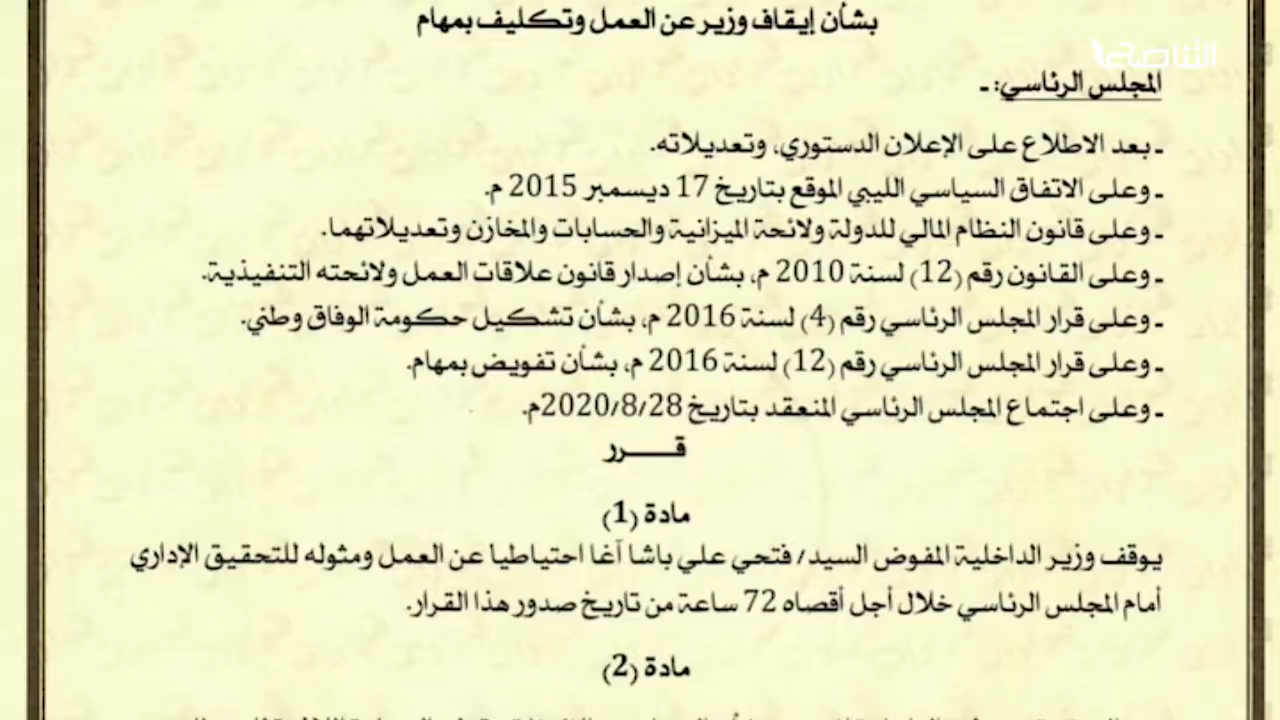 بشأن إيقاف وزير عن العمل وتكليف بمهام
المجلس الرئاسي: ـ
ـ بعد الاطلاع على الإعلان الدستوري، وتعديلاته.
ـ وعلى الاتفاق السياسي الليبي الموقع بتاريخ 17 ديسمبر 2015 م.
ـ وعلى قانون النظام المالي للدولة ولائحة الميزانية والحسابات والمخازن وتعديلاتهما.
ـ وعلى القانون رقم (12) لسنة 2010 م، بشأن إصدار قانون علاقات العمل ولائحته التنفيذية.
ـ وعلى قرار المجلس الرئاسي رقم (4) لسنة 2016 م، بشأن تشكيل حكومة الوفاق وطني.
ـ وعلى قرار المجلس الرئاسي رقم (12) لسنة 2016 م، بشأن تفويض بمهام.
ـ وعلى اجتماع المجلس الرئاسي المنعقد بتاريخ 2020/8/28م.
قـــــرر
مادة (1)
يوقف وزير الداخلية المفوض السيد/ فتحي علي باشا آغا احتياطيا عن العمل ومثوله للتحقيق الإداري
أمام المجلس الرئاسي خلال أجل أقصاه 72 ساعة من تاريخ صدور هذا القرار.
مادة (2)